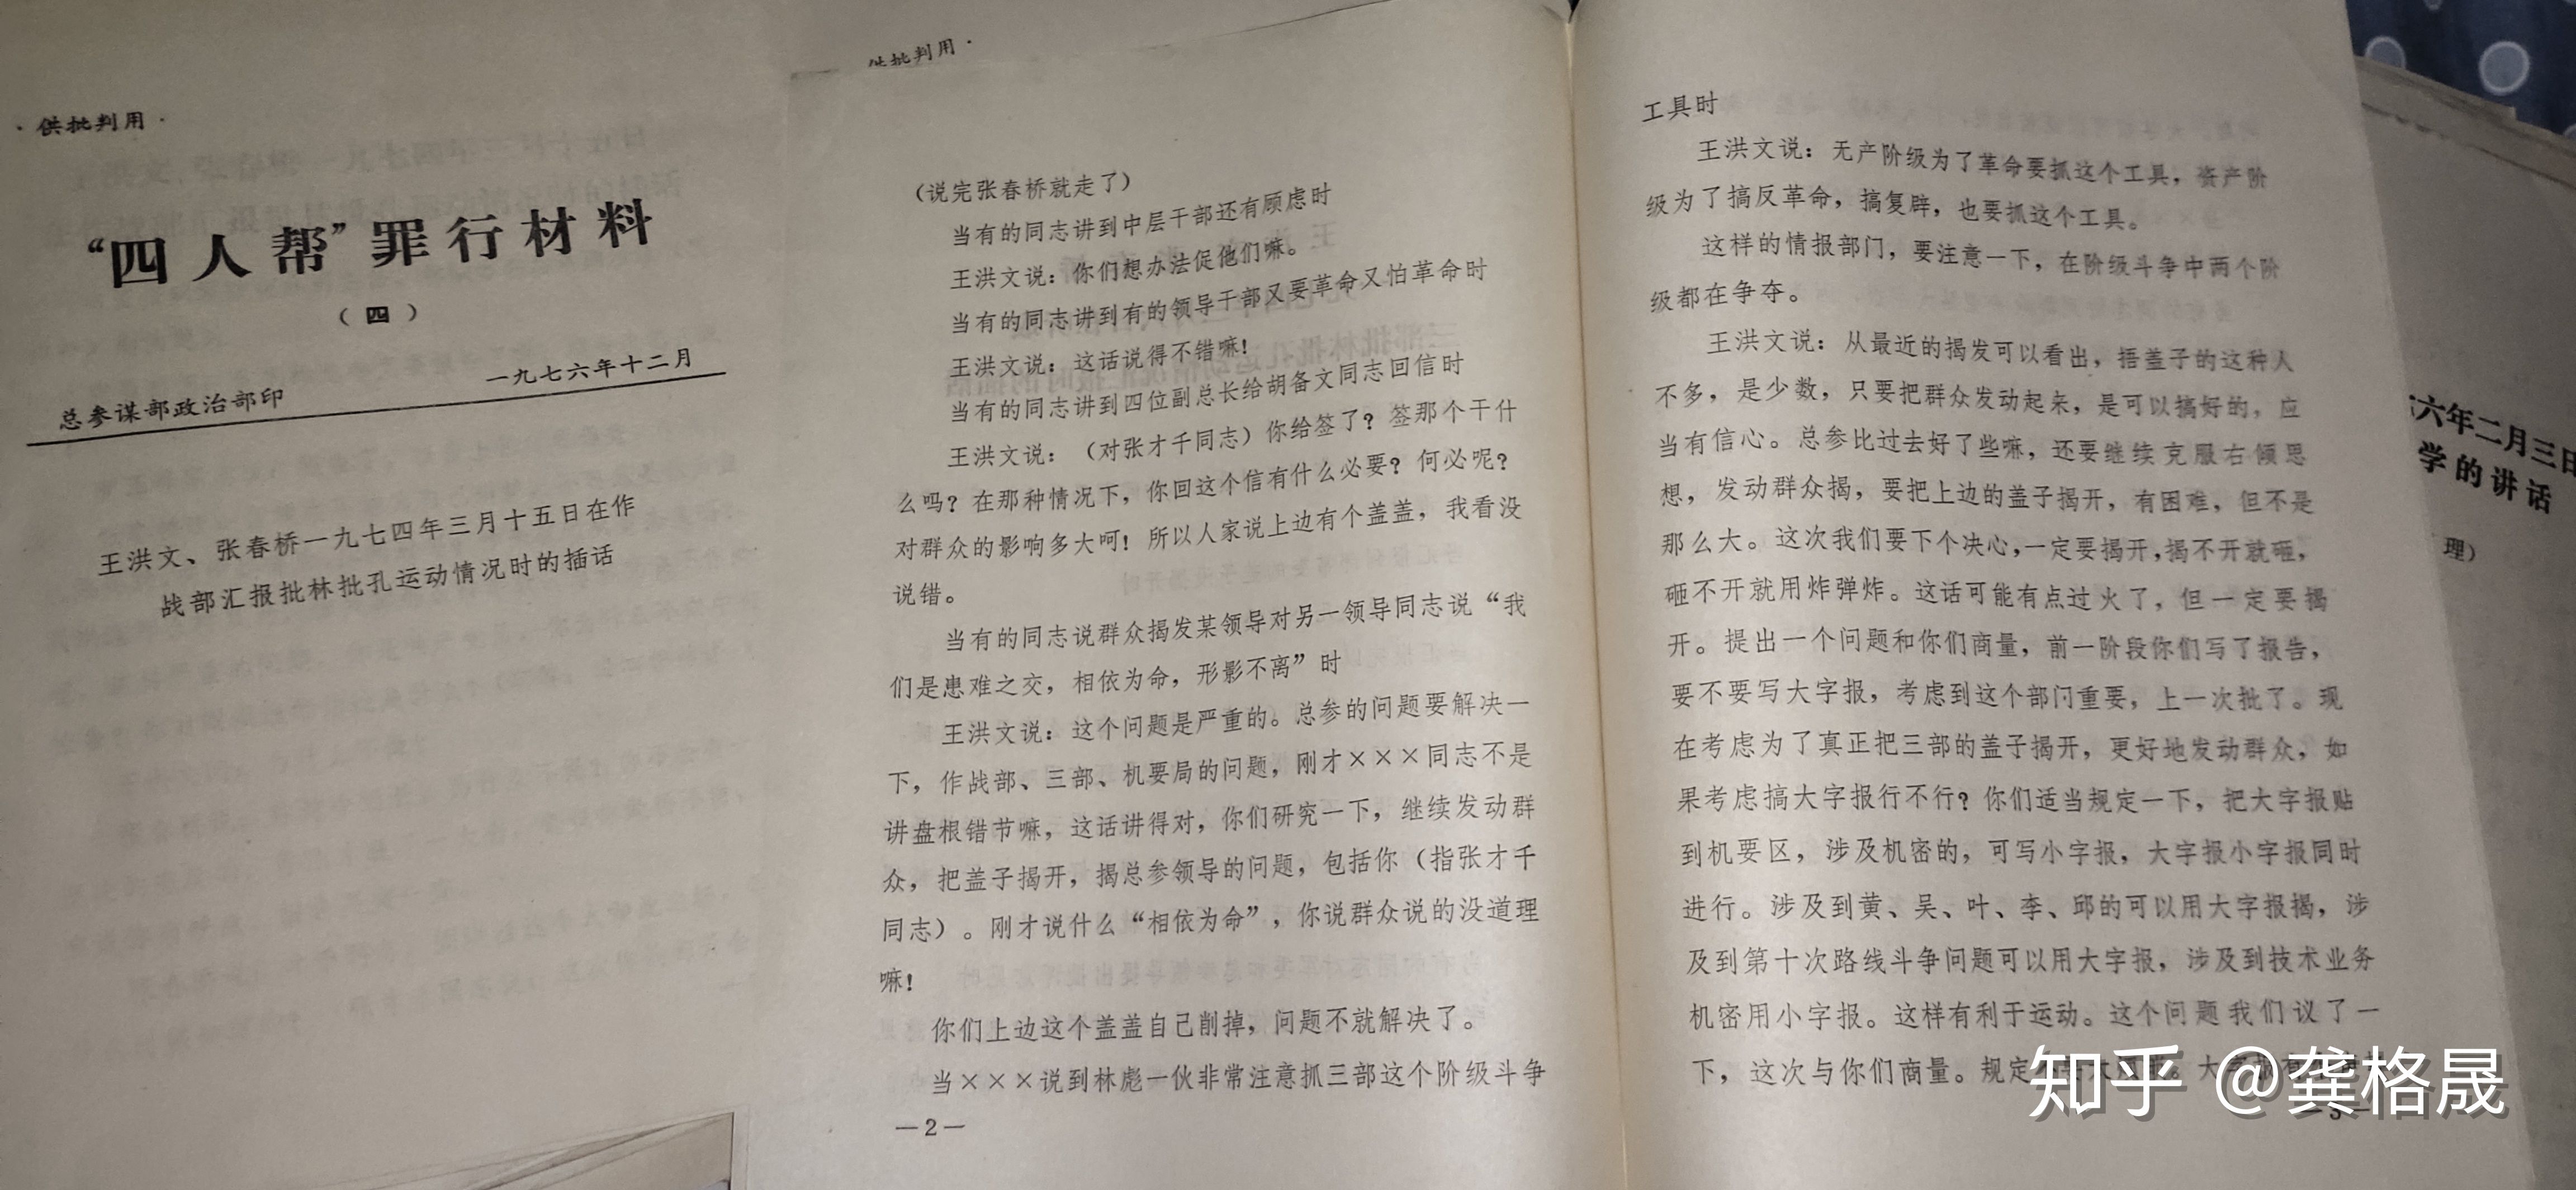 ·供批判用·
“四人帮”罪行材料
（四）
总参谋部政治部印
一九七六年十二月
王洪文、张春桥一九七四年三月十五日在作
战部汇报批林批孔运动情况时的插话
供批判用·
（说完张春桥就走了）
当有的同志讲到中层干部还有顾虑时
王洪文说：你们想办法促他们嘛。
当有的同志讲到有的领导干部又要革命又怕革命时
王洪文说：这话说得不错嘛！
当有的同志讲到四位副总长给胡备文同志回信时
王洪文说：（对张才千同志）你给签了？签那个干什
么吗？在那种情况下，你回这个信有什么必要？何必呢？
对群众的影响多大呵！所以人家说上边有个盖盖，我看没
说错。
当有的同志说群众揭发某领导对另一领导同志说“我
们是患难之交，相依为命，形影不离”时
王洪文说：这个问题是严重的。总参的问题要解决一
下，作战部、三部、机要局的问题，刚才×××同志不是
讲盘根错节嘛，这话讲得对，你们研究一下，继续发动群
众，把盖子揭开，揭总参领导的问题，包括你（指张才千
同志）。刚才说什么“相依为命”，你说群众说的没道理
嘛！
你们上边这个盖盖自己削掉，问题不就解决了。
当×××说到林彪一伙非常注意抓三部这个阶级斗争
—2—
工具时
王洪文说：无产阶级为了革命要抓这个工具，资产阶
级为了搞反革命，搞复辟，也要抓这个工具。
这样的情报部门，要注意一下，在阶级斗争中两个阶
级都在争夺。
王洪文说：从最近的揭发可以看出，捂盖子的这种人
不多，是少数，只要把群众发动起来，是可以搞好的，应
当有信心。总参比过去好了些嘛，还要继续克服右倾思
想，发动群众揭，要把上边的盖子揭开，有困难，但不是
那么大。这次我们要下个决心，一定要揭开，揭不开就砸，
砸不开就用炸弹炸。这话可能有点过火了，但一定要揭
开。提出一个问题和你们商量，前一阶段你们写了报告，
要不要写大字报，考虑到这个部门重要，上一次批了。现
在考虑为了真正把三部的盖子揭开，更好地发动群众，如
果考虑搞大字报行不行？你们适当规定一下，把大字报贴
到机要区，涉及机密的，可写小字报，大字报小字报同时
进行。涉及到黄、吴、叶、李、邱的可以用大字报揭，涉
及到第十次路线斗争问题可以用大字报，涉及到技术业务
机密用小字报。这样有利于运动。这个问题我们议了一
下，这次与你们商量。规定
六年二月三日
学的讲话
理）
知乎 @龚格晟